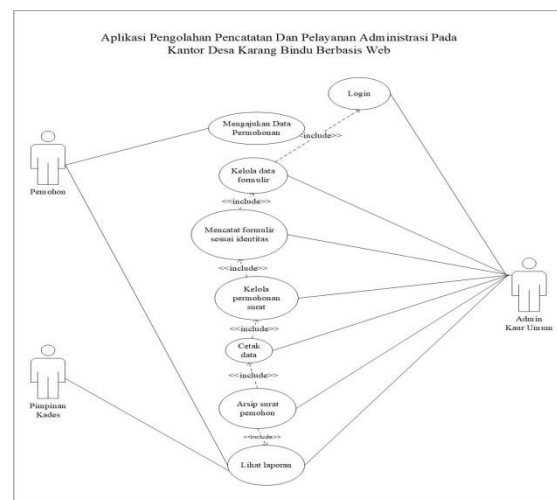 Aplikasi Pengolahan Pencatatan Dan Pelayanan Administrasi Pada
Kantor Desa Karang Bindu Berbasis Web
Login
Mengajukan Data
Permohonan
<<include>>
Kelola data
formulir
Pemohon
<<include>>
Mencatat formulir
sesuai identitas
<<include>>
Kelola
permohonan
surat
Admin
Kaur Umum
<<include>>
Cetak
data
<<include>>
Pimpinan
Kades
Arsip surat
pemohon
<<include>>
Lihat laporan